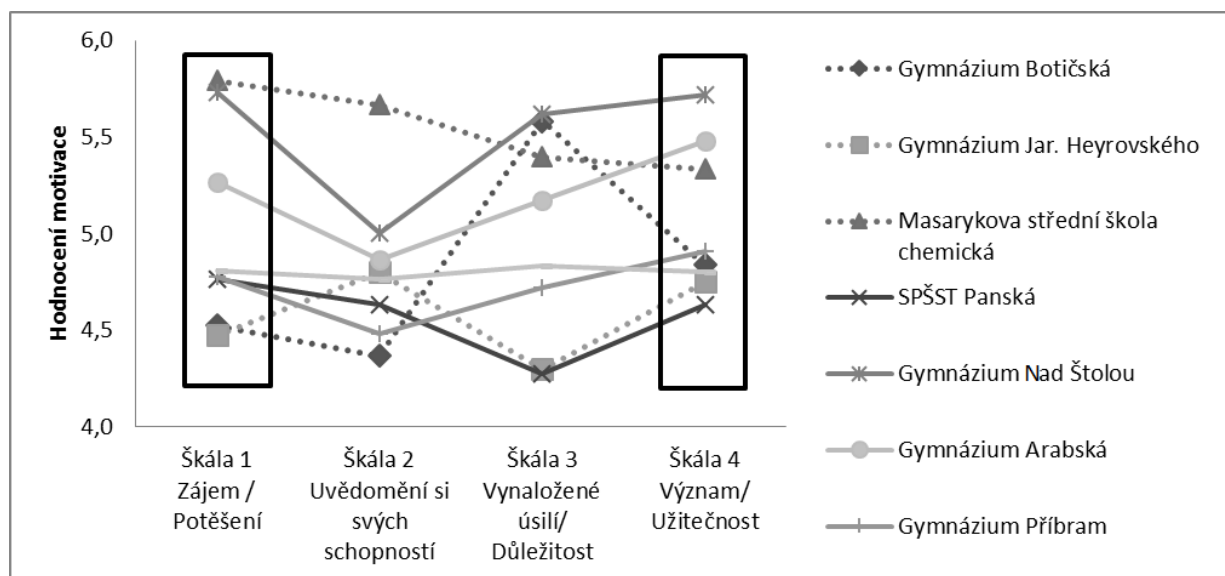 6,0
5,5
5,0
4,5
4,0
Hodnocení motivace
Škála 1
Zájem /
Potěšení
Škála 2
Uvědomění si
svých
schopností
Škála 3
Vynaložené
úsilí/
Důležitost
Škála 4
Význam/
Užitečnost
Gymnázium Botičská
Gymnázium Jar. Heyrovského
Masarykova střední škola
chemická
SPŠST Panská
Gymnázium Nad Štolou
Gymnázium Arabská
Gymnázium Příbram